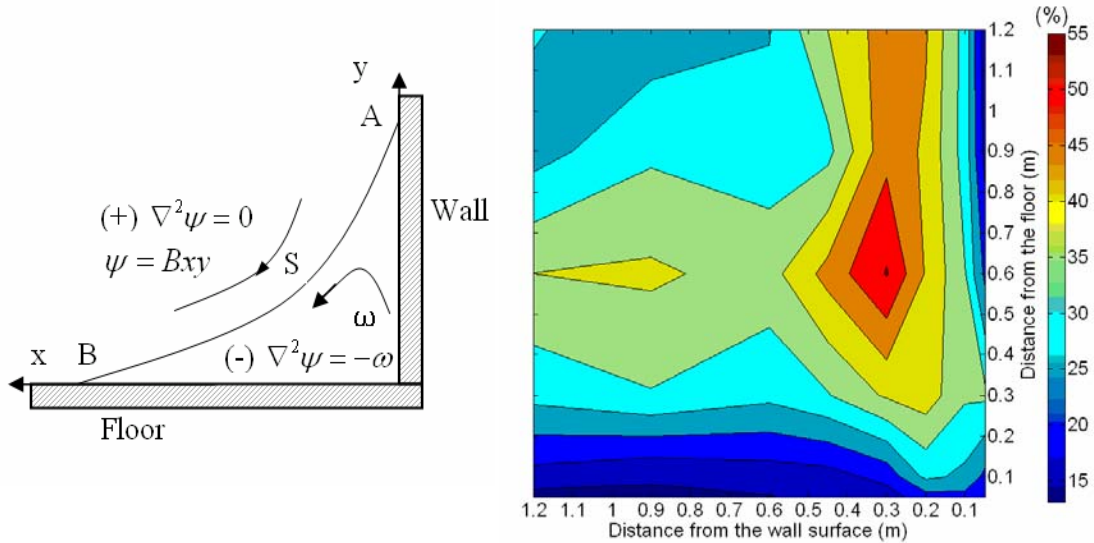 y
A
Wall
(+) ∇²ψ = 0
ψ = Bxy
S
ω
x B
(-) ∇²ψ = −ω
Floor
(%)
55
50
45
40
35
30
25
20
15
1.2
1.1
1
0.9
0.8
0.7
0.6
0.5
0.4
0.3
0.2
0.1
Distance from the floor (m)
1.2 1.1 1 0.9 0.8 0.7 0.6 0.5 0.4 0.3 0.2 0.1
Distance from the wall surface (m)